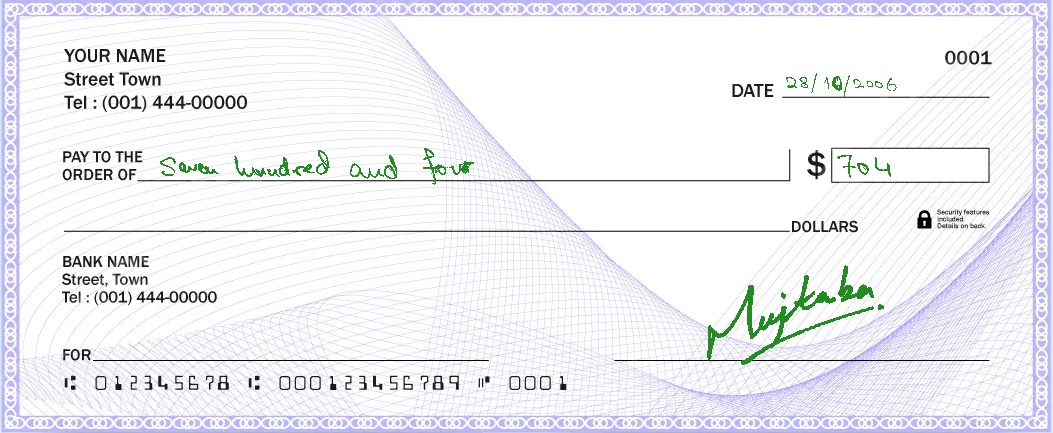 YOUR NAME
0001
Street Town
DATE 28/10/2006
Tel : (001) 444-00000
PAY TO THE
ORDER OF Seven hundred and four $ 704
DOLLARS
Security features
included.
Details on back.
BANK NAME
Street, Town
Tel : (001) 444-00000
Mujtaba
FOR
⑆ 012345678 ⑆ 000123456789 ⑈ 0001